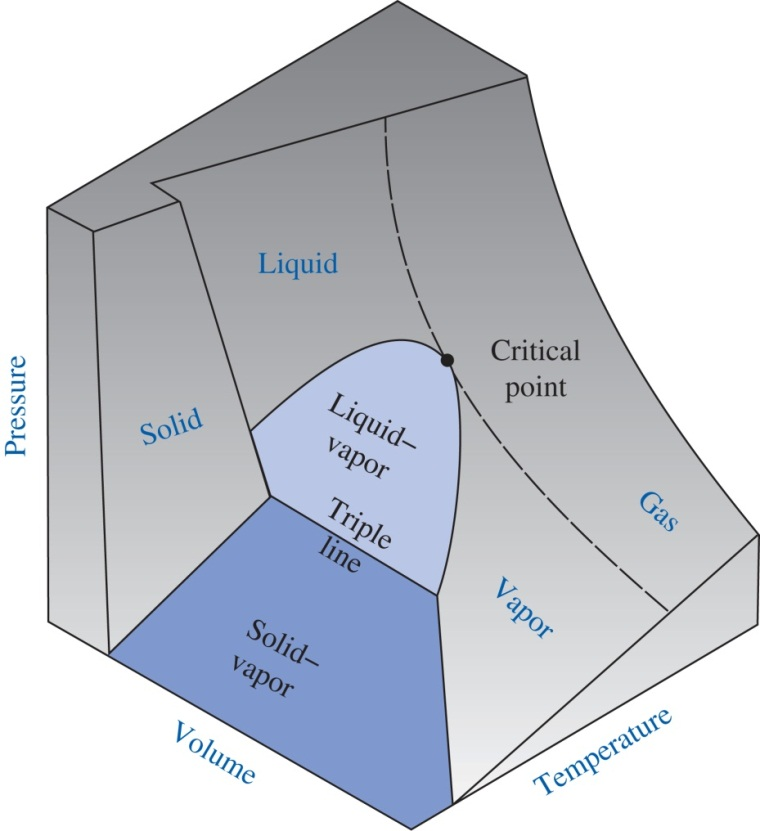 Liquid
Critical
point
Pressure
Solid
Liquid–
vapor
Triple
line
Gas
Vapor
Solid–
vapor
Volume
Temperature